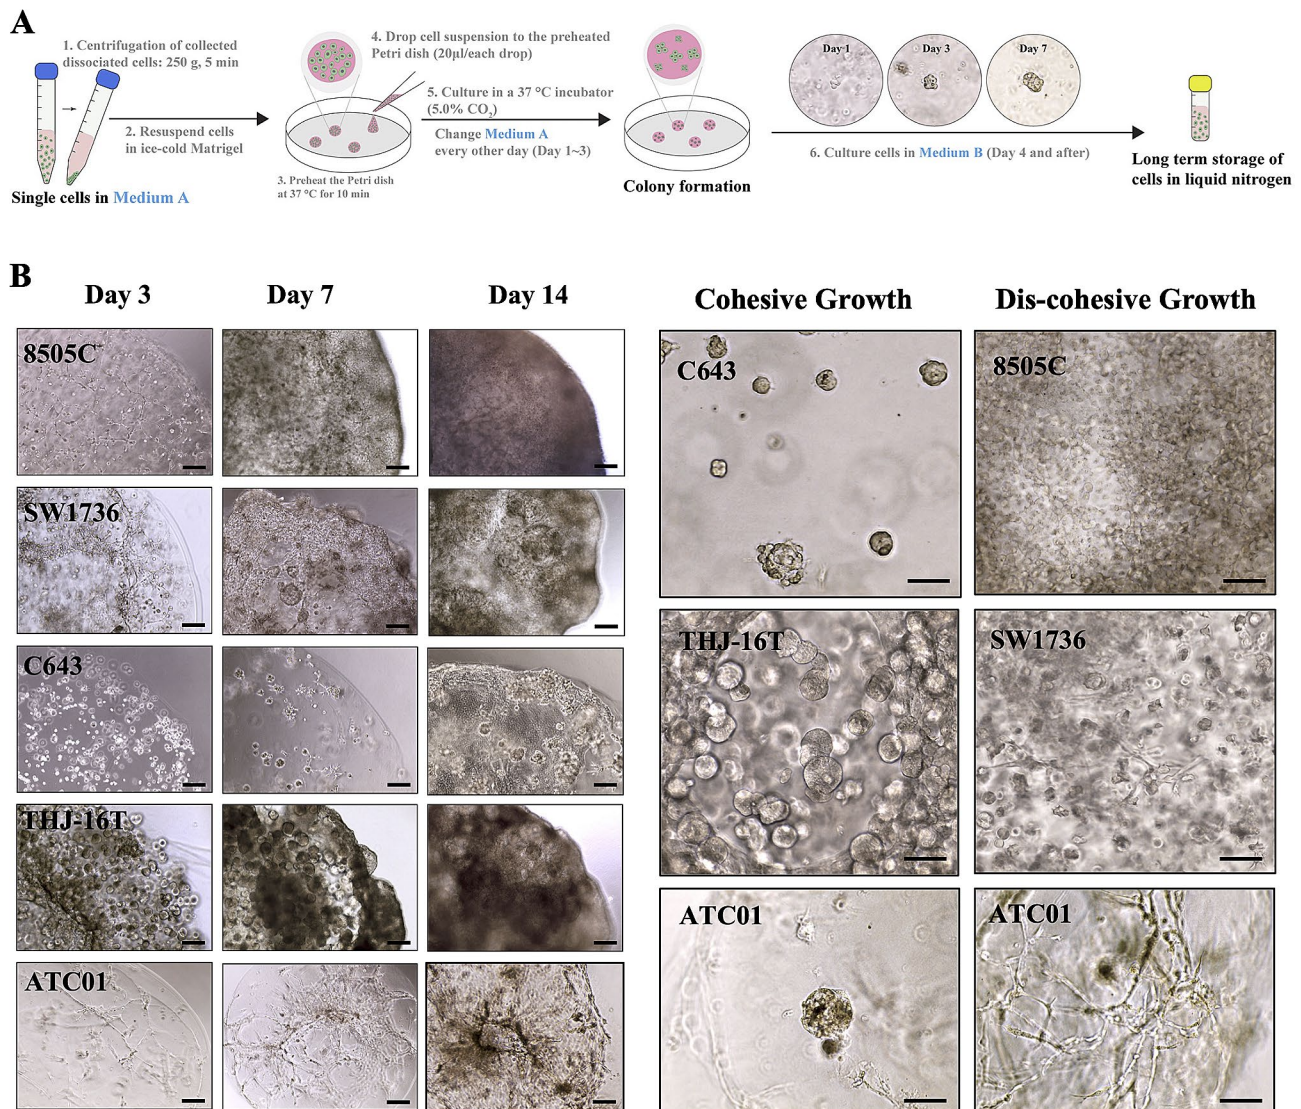 A
1. Centrifugation of collected
dissociated cells: 250 g, 5 min
2. Resuspend cells
in ice-cold Matrigel
Single cells in Medium A
3. Preheat the Petri dish
at 37 °C for 10 min
4. Drop cell suspension to the preheated
Petri dish (20μl/each drop)
5. Culture in a 37 °C incubator
(5.0% CO2)
Change Medium A
every other day (Day 1~3)
Colony formation
Day 1
Day 3
Day 7
6. Culture cells in Medium B (Day 4 and after)
Long term storage of
cells in liquid nitrogen
B
Day 3
Day 7
Day 14
8505C
SW1736
C643
THJ-16T
ATC01
Cohesive Growth
Dis-cohesive Growth
C643
8505C
THJ-16T
SW1736
ATC01
ATC01